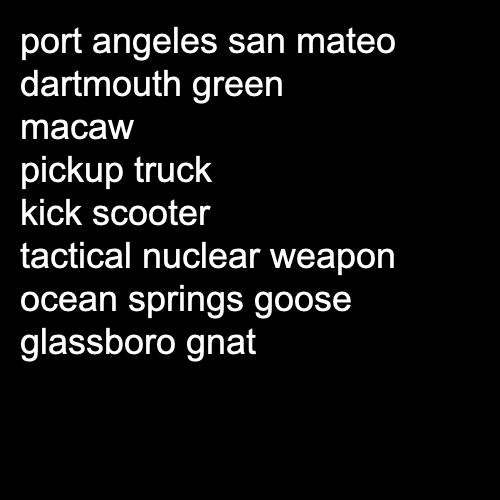 port angeles san mateo
dartmouth green
macaw
pickup truck
kick scooter
tactical nuclear weapon
ocean springs goose
glassboro gnat